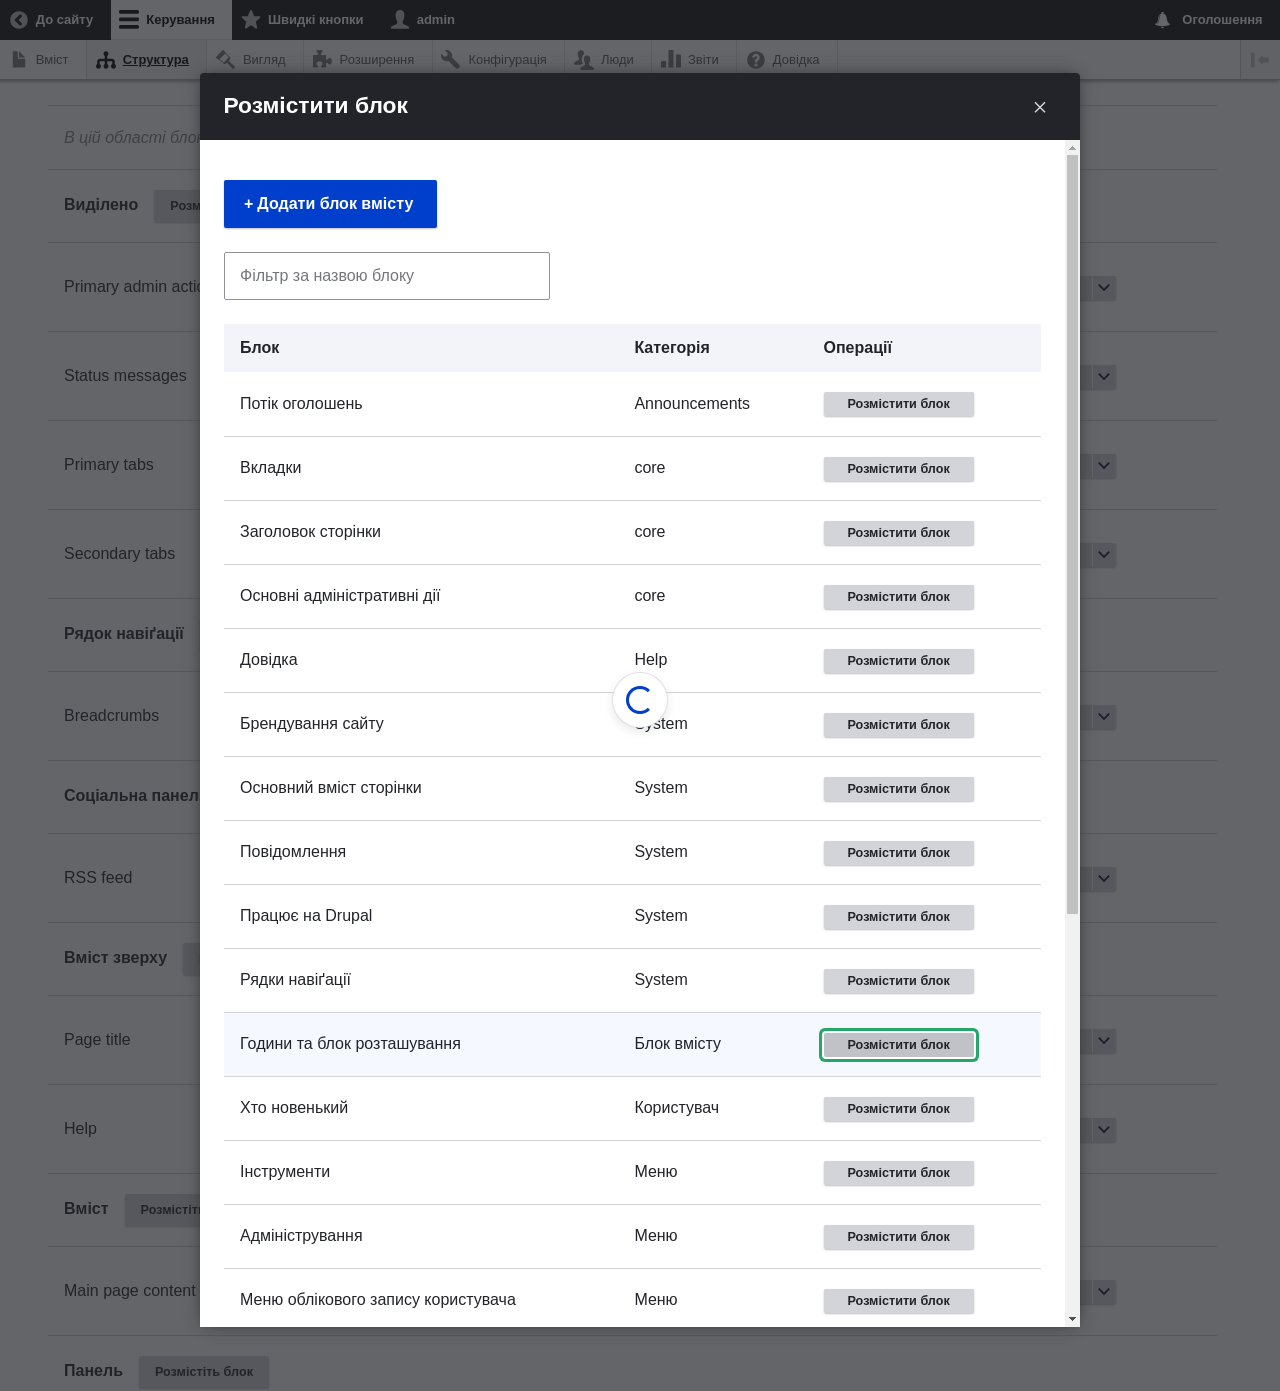 До сайту Керування Швидкі кнопки admin Оголошення
Вміст Структура Вигляд Розширення Конфігурація Люди Звіти Довідка
Розмістити блок
В цій області
Виділено
+ Додати блок вмісту
Фільтр за назвою блоку
Primary admin
Блок Категорія Операції
Status messages
Потік оголошень Announcements Розмістити блок
Primary tabs
Вкладки core Розмістити блок
Заголовок сторінки core Розмістити блок
Secondary tabs
Основні адміністративні дії core Розмістити блок
Рядок навіґації
Довідка Help Розмістити блок
Breadcrumbs
Брендування сайту System Розмістити блок
Соціальна
Основний вміст сторінки System Розмістити блок
Повідомлення System Розмістити блок
RSS feed
Працює на Drupal System Розмістити блок
Вміст зверху
Рядки навіґації System Розмістити блок
Page title
Години та блок розташування Блок вмісту Розмістити блок
Хто новенький Користувач Розмістити блок
Help
Інструменти Меню Розмістити блок
Вміст
Адміністрування Меню Розмістити блок
Main page content
Меню облікового запису користувача Меню Розмістити блок
Панель Розмістіть блок